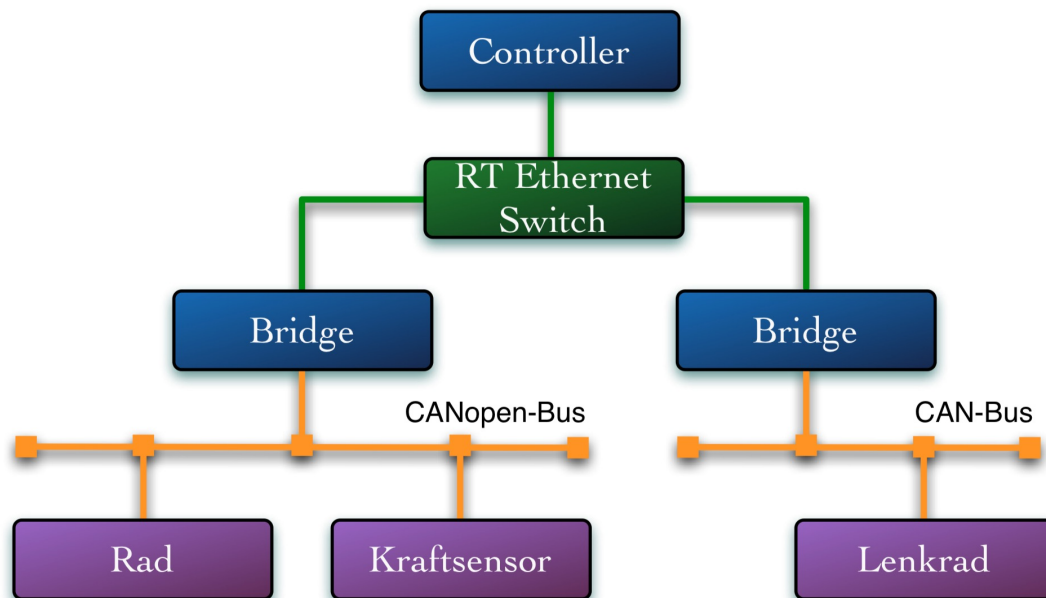 Controller
RT Ethernet
Switch
Bridge
Bridge
CANopen-Bus
CAN-Bus
Rad
Kraftsensor
Lenkrad